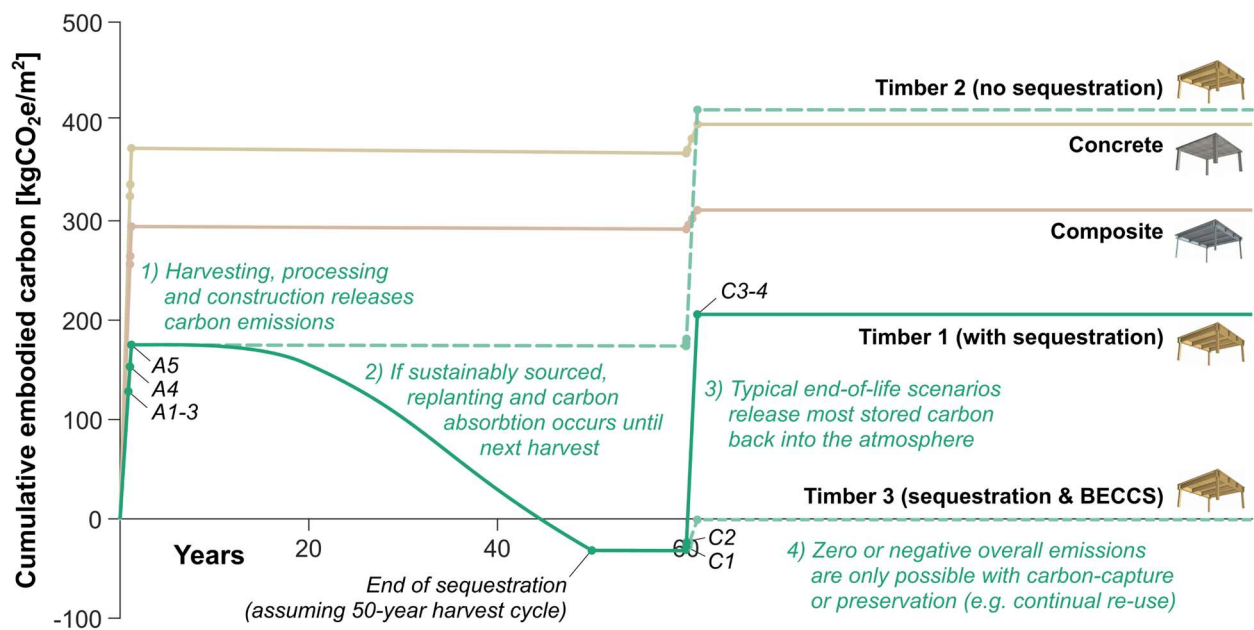 Cumulative embodied carbon [kgCO₂e/m²]
500
400
300
200
100
0
-100
Years
20
40
60
Timber 2 (no sequestration)
Concrete
Composite
Timber 1 (with sequestration)
Timber 3 (sequestration & BECCS)
1) Harvesting, processing
and construction releases
carbon emissions
A5
A4
A1-3
2) If sustainably sourced,
replanting and carbon
absorbtion occurs until
next harvest
End of sequestration
(assuming 50-year harvest cycle)
C3-4
3) Typical end-of-life scenarios
release most stored carbon
back into the atmosphere
C2
C1
4) Zero or negative overall emissions
are only possible with carbon-capture
or preservation (e.g. continual re-use)